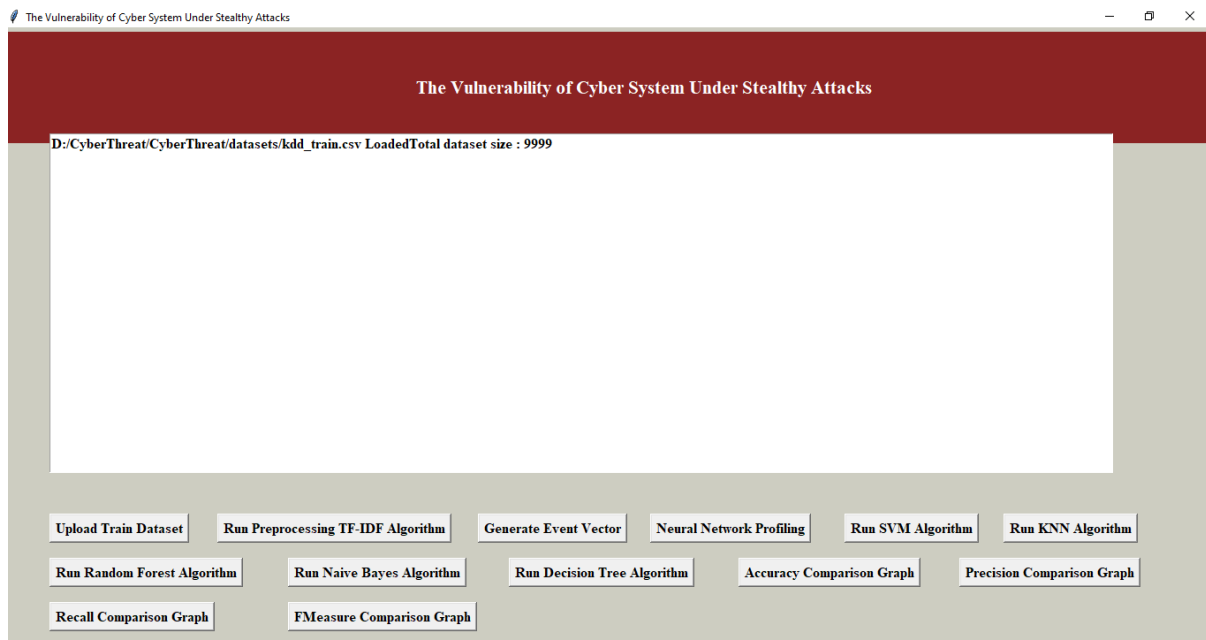 The Vulnerability of Cyber System Under Stealthy Attacks
The Vulnerability of Cyber System Under Stealthy Attacks
D:/CyberThreat/CyberThreat/datasets/kdd_train.csv LoadedTotal dataset size : 9999
Upload Train Dataset Run Preprocessing TF-IDF Algorithm Generate Event Vector Neural Network Profiling Run SVM Algorithm Run KNN Algorithm
Run Random Forest Algorithm Run Naive Bayes Algorithm Run Decision Tree Algorithm Accuracy Comparison Graph Precision Comparison Graph
Recall Comparison Graph FMeasure Comparison Graph